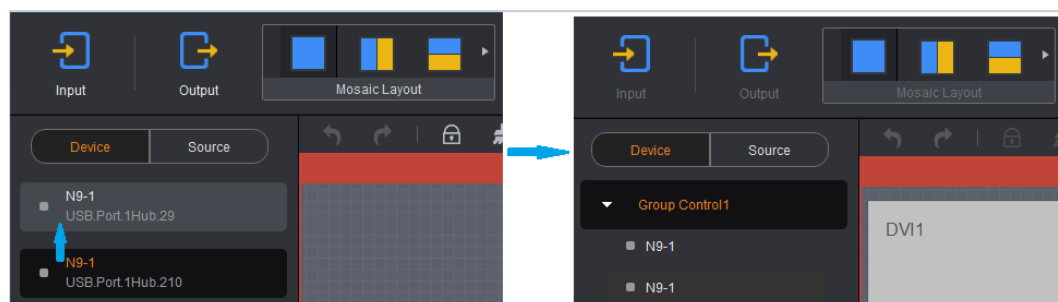 Input
Output
Mosaic Layout
Device
Source
N9-1
USB.Port.1Hub.29
N9-1
USB.Port.1Hub.210
Input
Output
Mosaic Layout
Device
Source
Group Control1
N9-1
N9-1
DVI1